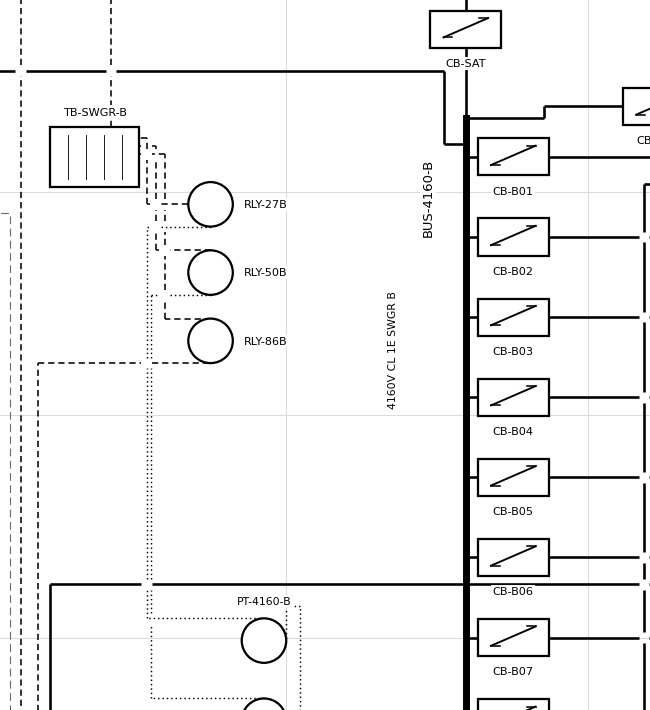 CB-SAT
TB-SWGR-B
CB
CB-B01
BUS-4160-B
RLY-27B
RLY-50B
CB-B02
4160V CL 1E SWGR B
RLY-86B
CB-B03
CB-B04
CB-B05
CB-B06
PT-4160-B
CB-B07